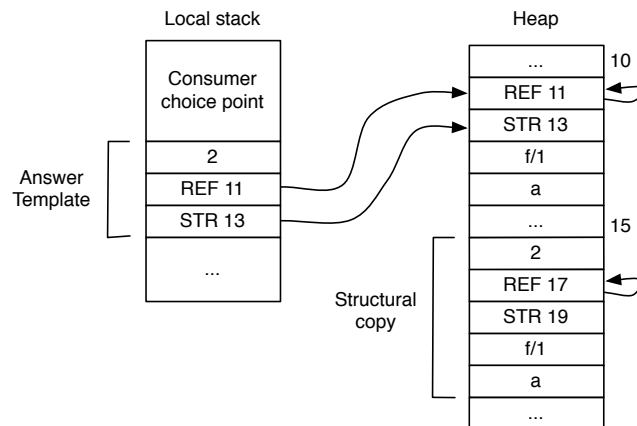 Local stack
Consumer
choice point
2
REF 11
STR 13
...
Answer
Template
Heap
...
10
REF 11
STR 13
f/1
a
...
15
2
REF 17
STR 19
f/1
a
...
Structural
copy